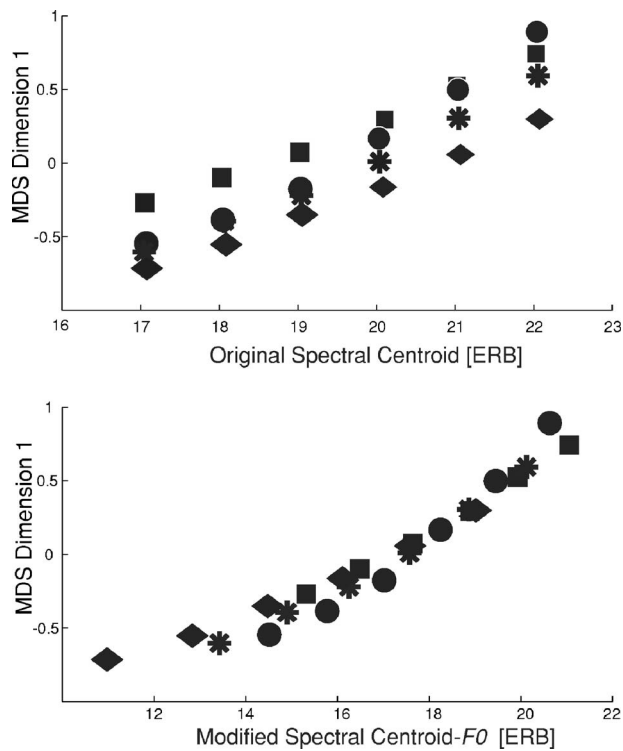 1
0.5
0
-0.5
MDS Dimension 1
16 17 18 19 20 21 22 23
Original Spectral Centroid [ERB]
1
0.5
0
-0.5
MDS Dimension 1
12 14 16 18 20 22
Modified Spectral Centroid-F0 [ERB]